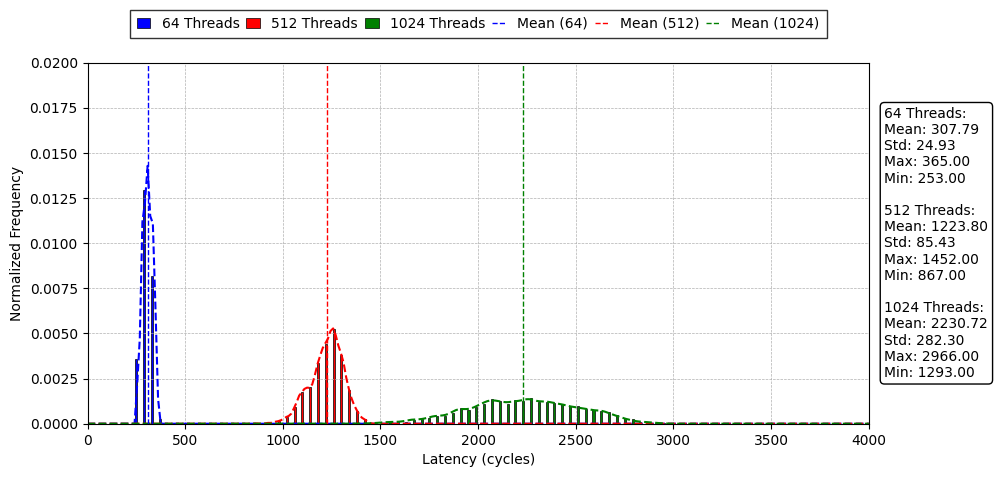 64 Threads 512 Threads 1024 Threads Mean (64) Mean (512) Mean (1024)
0.0200
0.0175
0.0150
0.0125
0.0100
0.0075
0.0050
0.0025
0.0000
Normalized Frequency
0 500 1000 1500 2000 2500 3000 3500 4000
Latency (cycles)
64 Threads:
Mean: 307.79
Std: 24.93
Max: 365.00
Min: 253.00
512 Threads:
Mean: 1223.80
Std: 85.43
Max: 1452.00
Min: 867.00
1024 Threads:
Mean: 2230.72
Std: 282.30
Max: 2966.00
Min: 1293.00